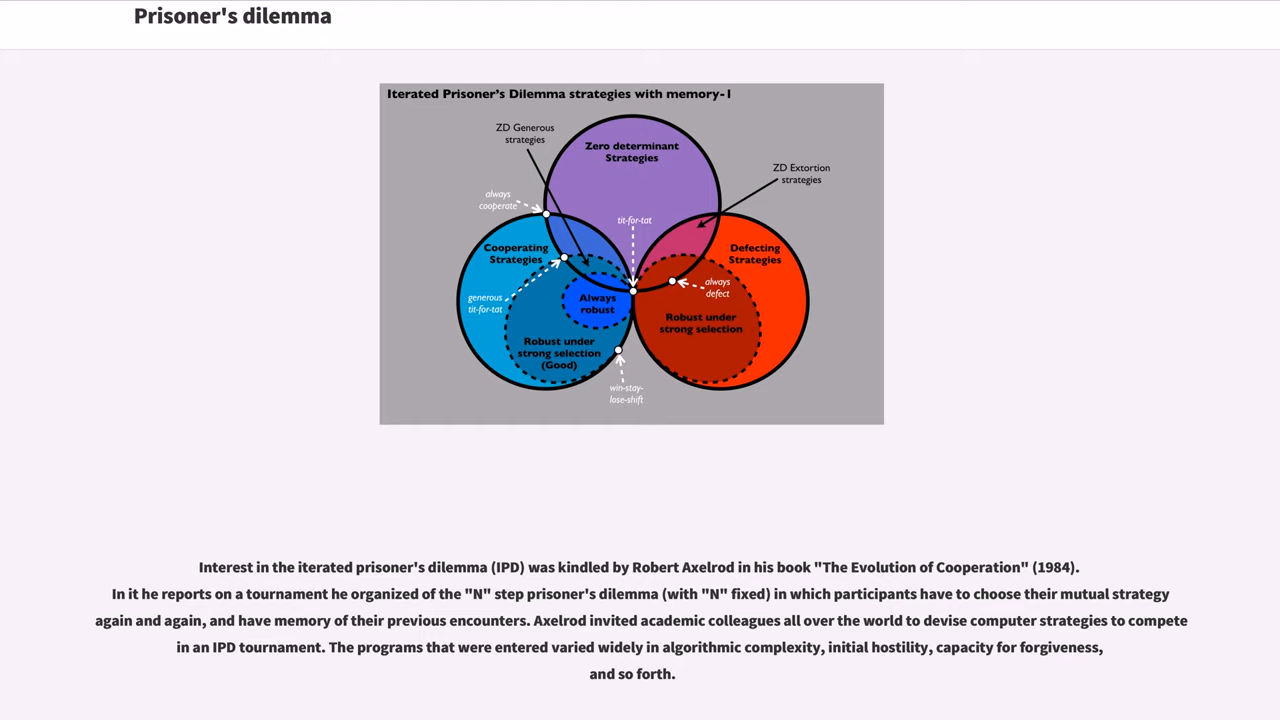 Prisoner's dilemma
Iterated Prisoner's Dilemma strategies with memory-1
ZD Generous
strategies
Zero determinant
Strategies
ZD Extortion
strategies
always
cooperate
tit-for-tat
Cooperating
Strategies
Defecting
Strategies
generous
tit-for-tat
Always
robust
always
defect
Robust under
strong selection
Robust under
strong selection
(Good)
win-stay-
lose-shift
Interest in the iterated prisoner's dilemma (IPD) was kindled by Robert Axelrod in his book "The Evolution of Cooperation" (1984).
In it he reports on a tournament he organized of the "N" step prisoner's dilemma (with "N" fixed) in which participants have to choose their mutual strategy
again and again, and have memory of their previous encounters. Axelrod invited academic colleagues all over the world to devise computer strategies to compete
in an IPD tournament. The programs that were entered varied widely in algorithmic complexity, initial hostility, capacity for forgiveness,
and so forth.